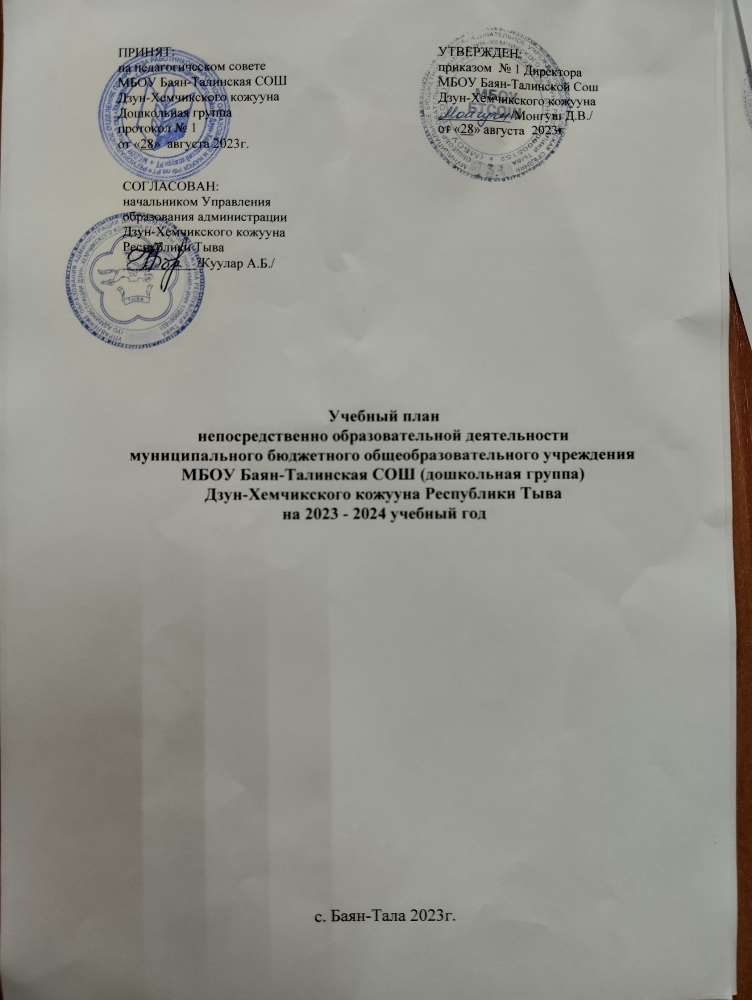 ПРИНЯТ:
на педагогическом совете
МБОУ Баян-Талинская СОШ
Дзун-Хемчикского кожууна
Дошкольная группа
протокол № 1
от «28» августа 2023г.
УТВЕРЖДЕН:
приказом № 1 Директора
МБОУ Баян-Талинской Сош
Дзун-Хемчикского кожууна
/Монгуш Д.В./
от «28» августа 2023г
МБОУ
БТСОШ
СОГЛАСОВАН:
начальником Управления
образования администрации
Дзун-Хемчикского кожууна
Республики Тыва
/Куулар А.Б./
ТЫВА
Учебный план
непосредственно образовательной деятельности
муниципального бюджетного общеобразовательного учреждения
МБОУ Баян-Талинская СОШ (дошкольная группа)
Дзун-Хемчикского кожууна Республики Тыва
на 2023 - 2024 учебный год
с. Баян-Тала 2023г.